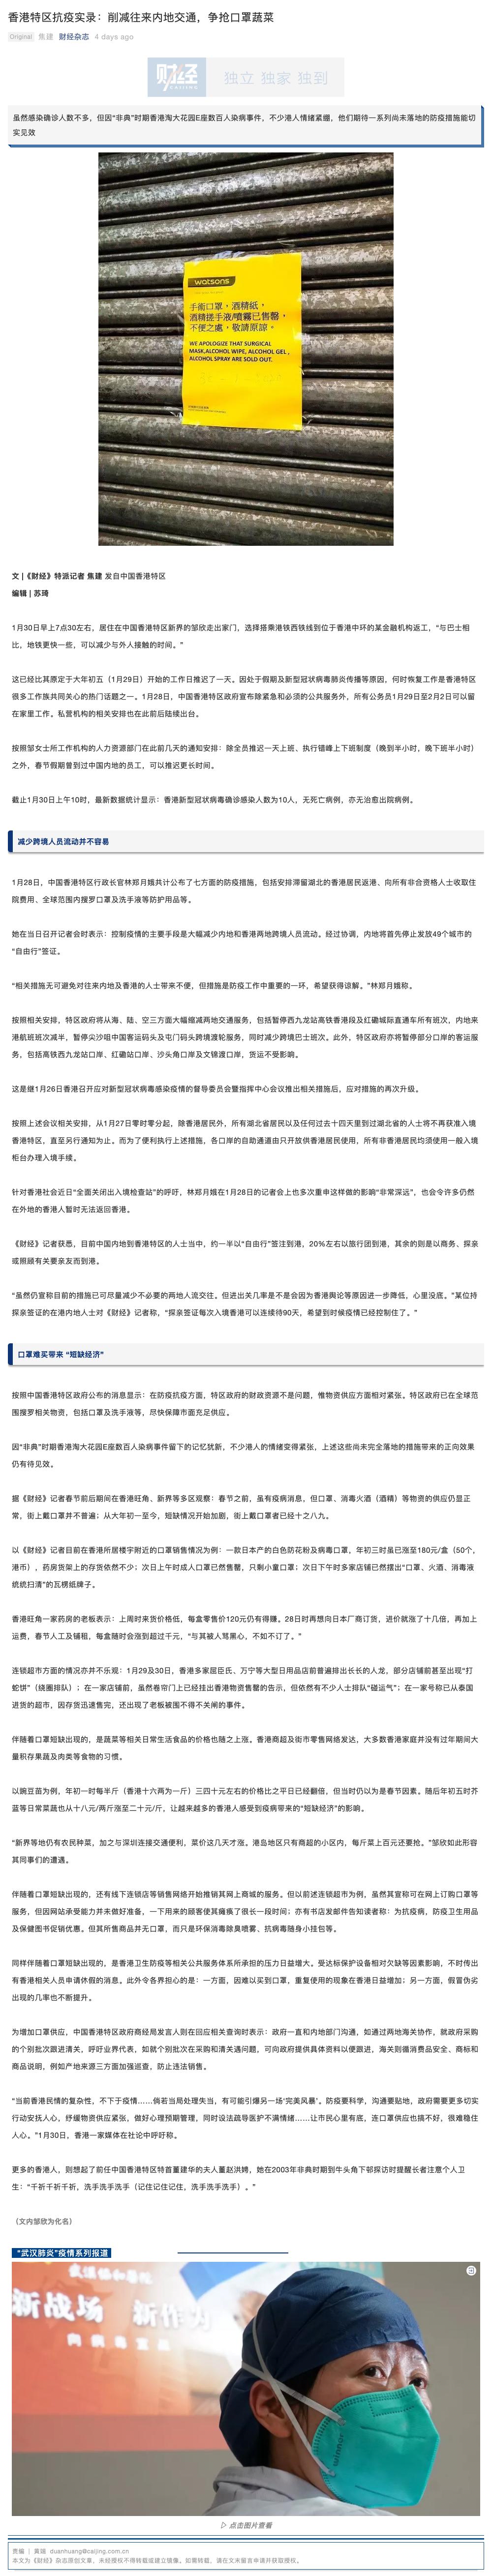 香港特区抗疫实录：削减往来内地交通，争抢口罩蔬菜
Original 焦建 财经杂志 4 days ago
财经
CAIJING
独立 独家 独到
虽然感染确诊人数不多，但因“非典”时期香港淘大花园E座数百人染病事件，不少港人情绪紧绷，他们期待一系列尚未落地的防疫措施能切
实见效
watsons
手術口罩，酒精紙，
酒精搓手液/噴霧已售罄，
不便之處，敬請原諒。
WE APOLOGIZE THAT SURGICAL
MASK,ALCOHOL WIPE, ALCOHOL GEL ,
ALCOHOL SPRAY ARE SOLD OUT.
文 |《财经》特派记者 焦建 发自中国香港特区
编辑 | 苏琦
1月30日早上7点30左右，居住在中国香港特区新界的邹欣走出家门，选择搭乘港铁西铁线到位于香港中环的某金融机构返工，“与巴士相
比，地铁更快一些，可以减少与外人接触的时间。”
这已经比其原定于大年初五（1月29日）开始的工作日推迟了一天。因处于假期及新型冠状病毒肺炎传播等原因，何时恢复工作是香港特区
很多工作族共同关心的热门话题之一。1月28日，中国香港特区政府宣布除紧急和必须的公共服务外，所有公务员1月29日至2月2日可以留
在家里工作。私营机构的相关安排也在此前后陆续出台。
按照邹女士所工作机构的人力资源部门在此前几天的通知安排：除全员推迟一天上班、执行错峰上下班制度（晚到半小时，晚下班半小时）
之外，春节假期曾到过中国内地的员工，可以推迟更长时间。
截止1月30日上午10时，最新数据统计显示：香港新型冠状病毒确诊感染人数为10人，无死亡病例，亦无治愈出院病例。
减少跨境人员流动并不容易
1月28日，中国香港特区行政长官林郑月娥共计公布了七方面的防疫措施，包括安排滞留湖北的香港居民返港、向所有非合资格人士收取住
院费用、全球范围内搜罗口罩及洗手液等防护用品等。
她在当日召开记者会时表示：控制疫情的主要手段是大幅减少内地和香港两地跨境人员流动。经过协调，内地将首先停止发放49个城市的
“自由行”签证。
“相关措施无可避免对往来内地及香港的人士带来不便，但措施是防疫工作中重要的一环，希望获得谅解。”林郑月娥称。
按照相关安排，特区政府将从海、陆、空三方面大幅缩减两地交通服务，包括暂停西九龙站高铁香港段及红磡城际直通车所有班次，内地来
港航班班次减半，暂停尖沙咀中国客运码头及屯门码头跨境渡轮服务，同时减少跨境巴士班次。此外，特区政府亦将暂停部分口岸的客运服
务，包括高铁西九龙站口岸、红磡站口岸、沙头角口岸及文锦渡口岸，货运不受影响。
这是继1月26日香港召开应对新型冠状病毒感染疫情的督导委员会暨指挥中心会议推出相关措施后，应对措施的再次升级。
按照上述会议相关安排，从1月27日零时零分起，除香港居民外，所有湖北省居民以及任何过去十四天里到过湖北省的人士将不再获准入境
香港特区，直至另行通知为止。而为了便利执行上述措施，各口岸的自助通道由只开放供香港居民使用，所有非香港居民均须使用一般入境
柜台办理入境手续。
针对香港社会近日“全面关闭出入境检查站”的呼吁，林郑月娥在1月28日的记者会上也多次重申这样做的影响“非常深远”，也会令许多仍然
在外地的香港人暂时无法返回香港。
《财经》记者获悉，目前中国内地到香港特区的人士当中，约一半以“自由行”签注到港，20%左右以旅行团到港，其余的则是以商务、探亲
或照顾有关要亲友而到港。
“虽然仍宣称目前的措施已可尽量减少不必要的两地人流交往。但进出关几率是不是会因为香港舆论等原因进一步降低，心里没底。”某位持
探亲签证的在港内地人士对《财经》记者称，“探亲签证每次入境香港可以连续待90天，希望到时候疫情已经控制住了。”
口罩难买带来 “短缺经济”
按照中国香港特区政府公布的消息显示：在防疫抗疫方面，特区政府的财政资源不是问题，惟物资供应方面相对紧张。特区政府已在全球范
围搜罗相关物资，包括口罩及洗手液等，尽快保障市面充足供应。
因“非典”时期香港淘大花园E座数百人染病事件留下的记忆犹新，不少港人的情绪变得紧张，上述这些尚未完全落地的措施带来的正向效果
仍有待见效。
据《财经》记者春节前后期间在香港旺角、新界等多区观察：春节之前，虽有疫病消息，但口罩、消毒火酒（酒精）等物资的供应仍显正
常，街上戴口罩并不普遍；从大年初一至今，短缺情况开始加剧，街上戴口罩者已经十之八九。
以《财经》记者目前在香港所居楼宇附近的口罩销售情况为例：一款日本产的白色防花粉及病毒口罩，年初三时虽已涨至180元/盒（50个，
港币），药房货架上的存货依然不少；次日上午时成人口罩已然售罄，只剩小童口罩；次日下午时多家店铺已然摆出“口罩、火酒、消毒液
统统扫清”的瓦楞纸牌子。
香港旺角一家药房的老板表示：上周时来货价格低，每盒零售价120元仍有得赚。28日时再想向日本厂商订货，进价就涨了十几倍，再加上
运费，春节人工及铺租，每盒随时会涨到超过千元，“与其被人骂黑心，不如不订了。”
连锁超市方面的情况亦并不乐观：1月29及30日，香港多家屈臣氏、万宁等大型日用品店前普遍排出长长的人龙，部分店铺前甚至出现“打
蛇饼”（绕圈排队）；在一家店铺前，虽然卷帘门上已经挂出香港物资售罄的告示，但依然有不少人士排队“碰运气”；在一家号称已从泰国
进货的超市，因存货迅速售完，还出现了老板被围不得不关闸的事件。
伴随着口罩短缺出现的，是蔬菜等相关日常生活食品的价格也随之上涨。香港商超及街市零售网络发达，大多数香港家庭并没有过年期间大
量积存果蔬及肉类等食物的习惯。
以豌豆苗为例，年初一时每半斤（香港十六两为一斤）三四十元左右的价格比之平日已经翻倍，但当时仍以为是春节因素。随后年初五时芥
蓝等日常菜蔬也从十八元/两斤涨至二十元/斤，让越来越多的香港人感受到疫病带来的“短缺经济”的影响。
“新界等地仍有农民种菜，加之与深圳连接交通便利，菜价这几天才涨。港岛地区只有商超的小区内，每斤菜上百元还要抢。”邹欣如此形容
其同事们的遭遇。
伴随着口罩短缺出现的，还有线下连锁店等销售网络开始推销其网上商城的服务。但以前述连锁超市为例，虽然其宣称可在网上订购口罩等
服务，但因网站承受能力并未做好准备，一下用来的顾客使其瘫痪了很长一段时间；亦有书店发邮件告知读者称：为抗疫病，防疫卫生用品
及保健图书促销优惠。但其所售商品并无口罩，而只是环保消毒除臭喷雾、抗病毒随身小挂包等。
同样伴随着口罩短缺出现的，是香港卫生防疫等相关公共服务体系所承担的压力日益增大。受达标保护设备相对欠缺等因素影响，不时传出
有香港相关人员申请休假的消息。此外令各界担心的是：一方面，因难以买到口罩，重复使用的现象在香港日益增加；另一方面，假冒伪劣
出现的几率也不断提升。
为增加口罩供应，中国香港特区政府商经局发言人则在回应相关查询时表示：政府一直和内地部门沟通，如通过两地海关协作，就政府采购
的个别批次跟进清关，呼吁业界代表，如就个别批次在采购和清关遇问题，可向政府提供具体资料以便跟进，海关则循消费品安全、商标和
商品说明，例如产地来源三方面加强巡查，防止违法销售。
“当前香港民情的复杂性，不下于疫情……倘若当局处理失当，有可能引爆另一场‘完美风暴’。防疫要科学，沟通要贴地，政府需要更多切实
行动安抚人心，纾缓物资供应紧张，做好心理预期管理，同时设法疏导医护不满情绪……让市民心里有底，连口罩供应也搞不好，很难稳住
人心。”1月30日，香港一家媒体在社论中呼吁称。
更多的香港人，则想起了前任中国香港特区特首董建华的夫人董赵洪娉，她在2003年非典时期到牛头角下邨探访时提醒长者注意个人卫
生：“千祈千祈千祈，洗手洗手洗手（记住记住记住，洗手洗手洗手）。”
（文内邹欣为化名）
“武汉肺炎”疫情系列报道
武汉协和医院
新战场 新作为
▷ 点击图片查看
责编 | 黄端 duanhuang@caijing.com.cn
本文为《财经》杂志原创文章，未经授权不得转载或建立镜像。如需转载，请在文末留言申请并获取授权。